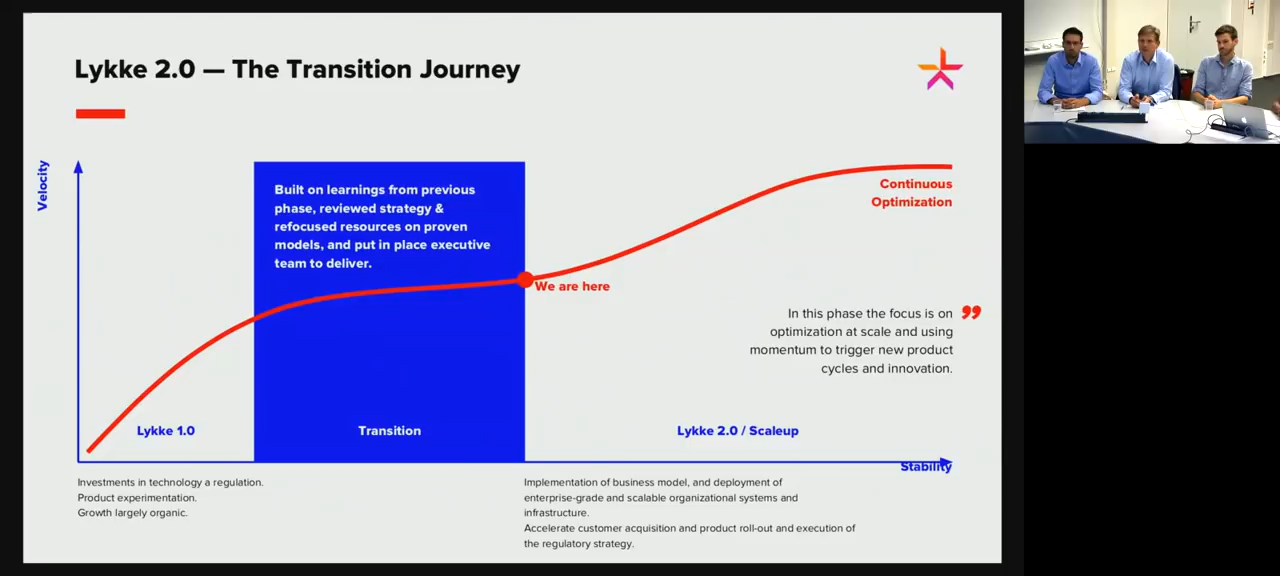 Lykke 2.0 — The Transition Journey
Velocity
Built on learnings from previous
phase, reviewed strategy &
refocused resources on proven
models, and put in place executive
team to deliver.
We are here
Continuous
Optimization
In this phase the focus is on
optimization at scale and using
momentum to trigger new product
cycles and innovation.
”
Lykke 1.0
Transition
Lykke 2.0 / Scaleup
Stability
Investments in technology a regulation.
Product experimentation.
Growth largely organic.
Implementation of business model, and deployment of
enterprise-grade and scalable organizational systems and
infrastructure.
Accelerate customer acquisition and product roll-out and execution of
the regulatory strategy.